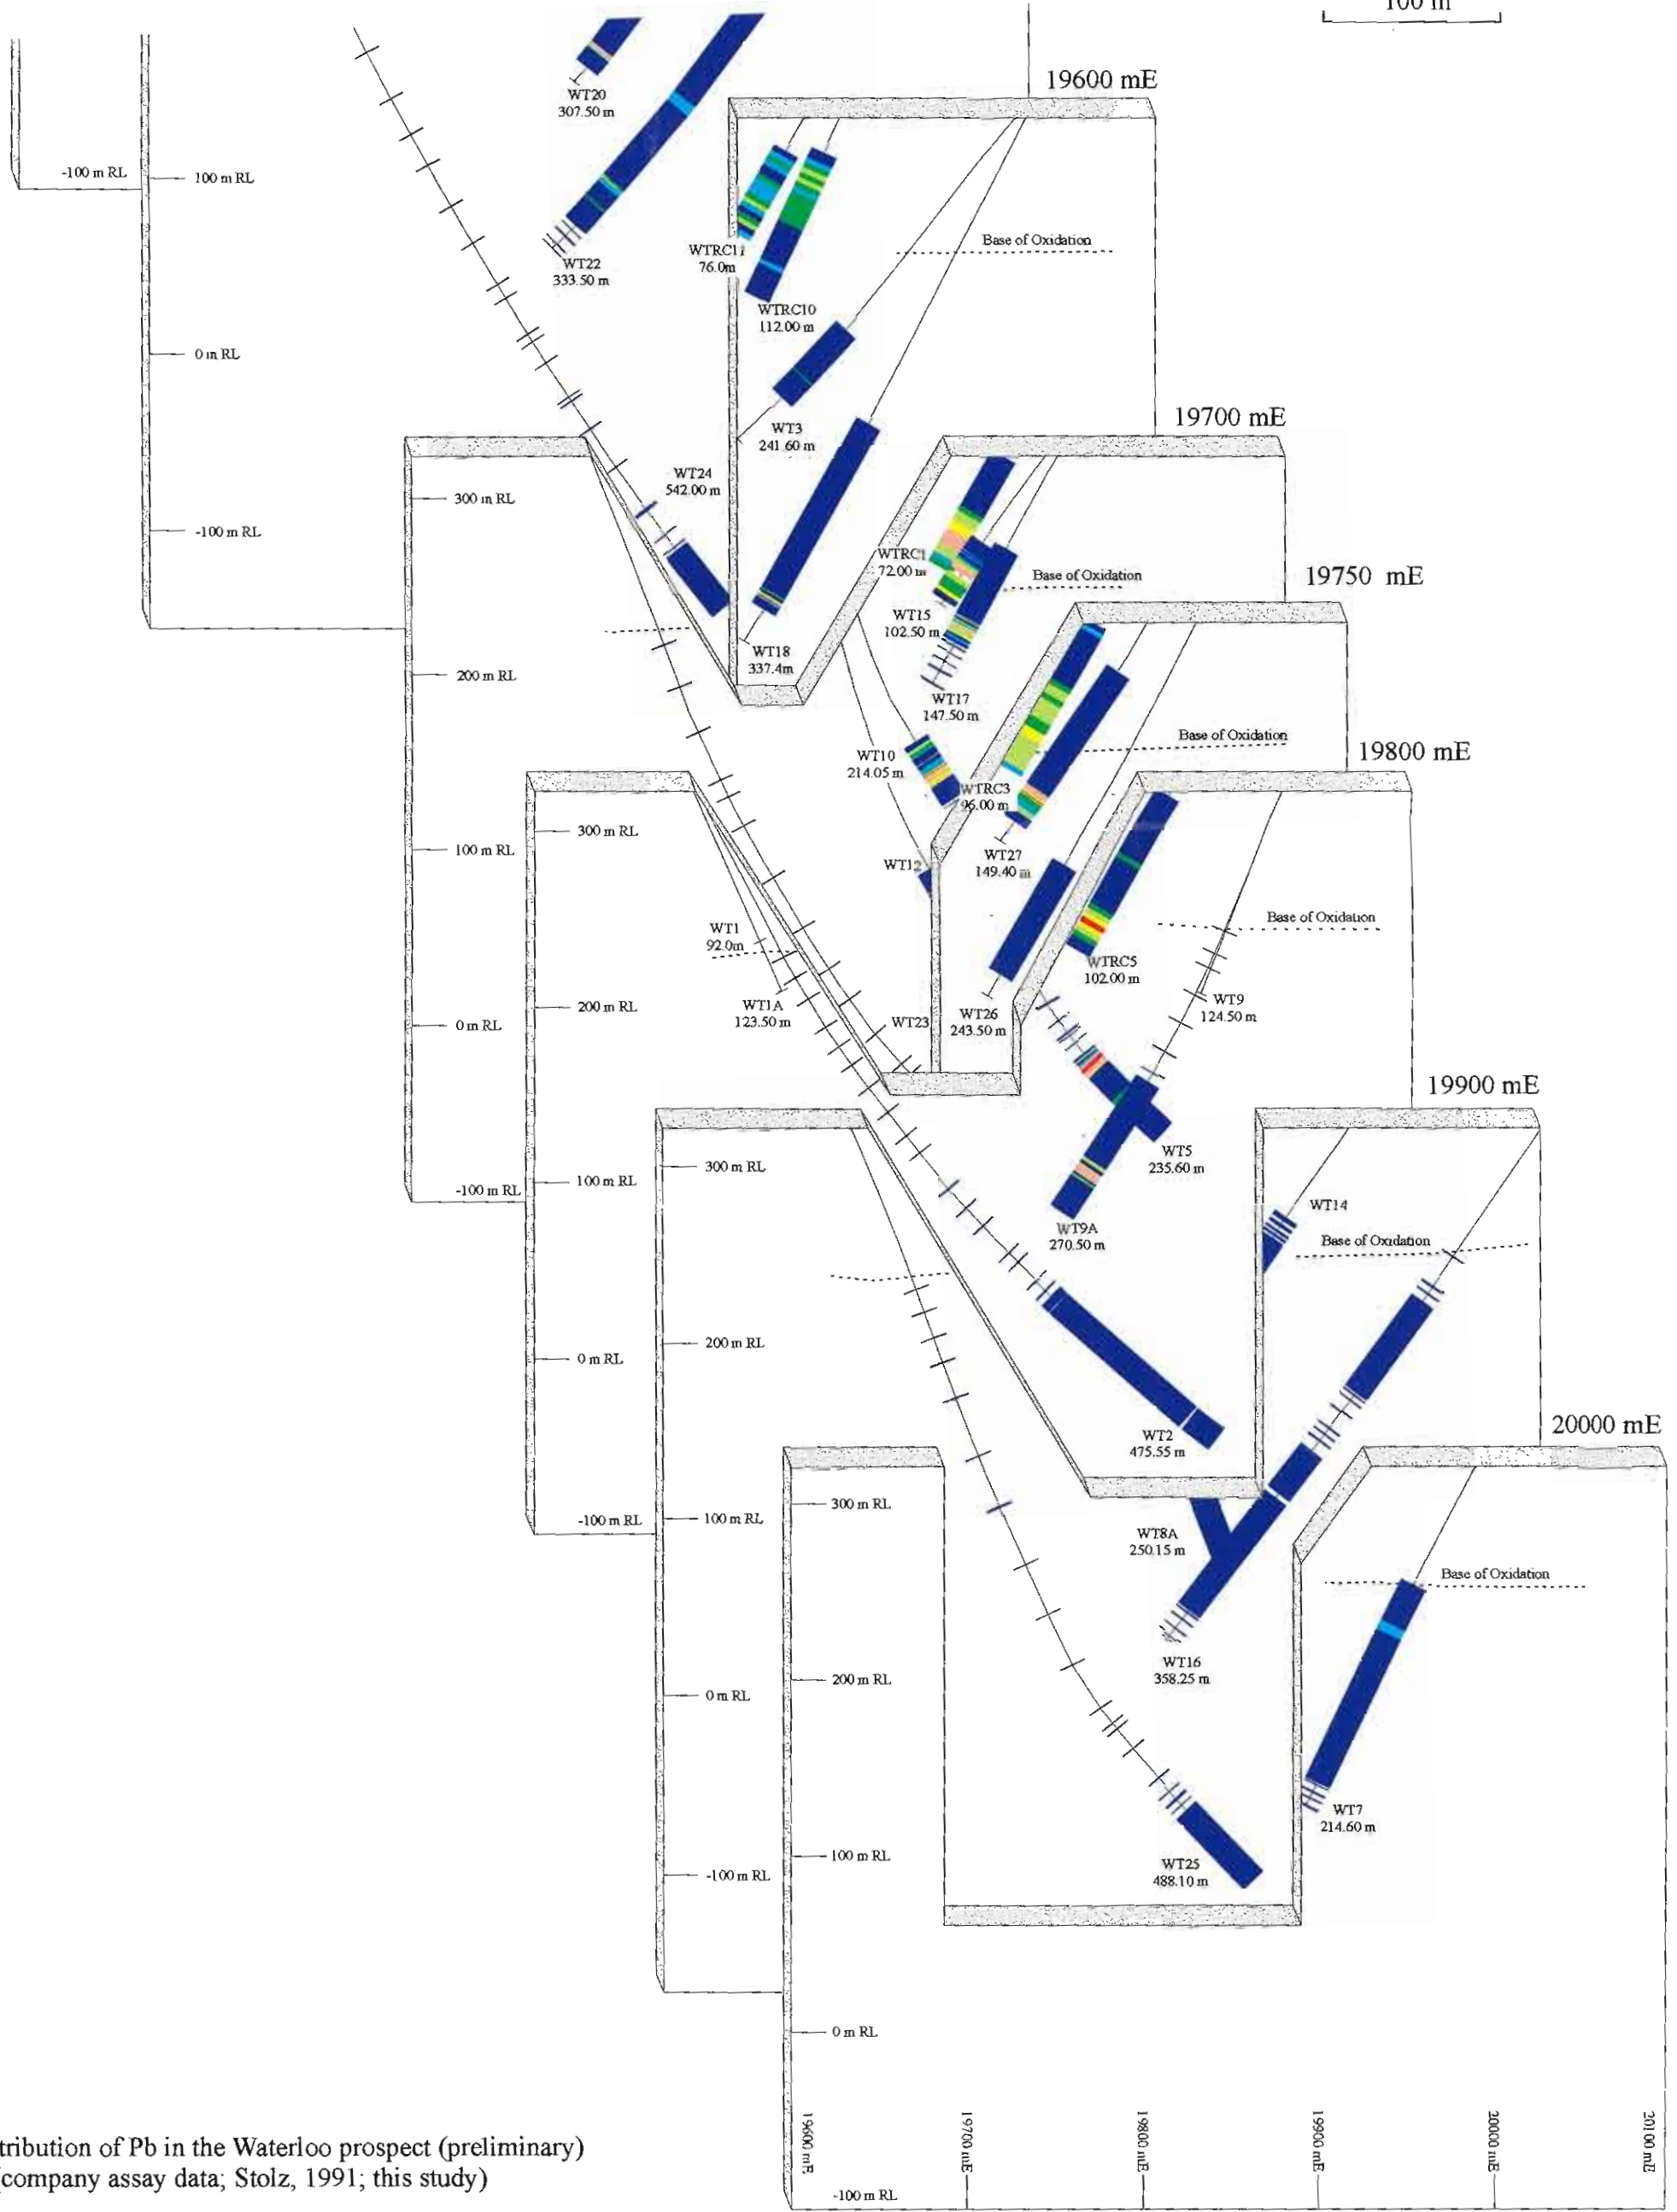 100 m
WT20
307.50 m
19600 mE
-100 m RL
100 m RL
WTRC11
76.0m
Base of Oxidation
WT22
333.50 m
WTRC10
112.00 m
0 m RL
19700 mE
WT3
241.60 m
WT24
542.00 m
300 m RL
-100 m RL
WTRC1
72.00 m
Base of Oxidation
19750 mE
WT15
102.50 m
WT18
337.4m
200 m RL
WT17
147.50 m
Base of Oxidation
19800 mE
WT10
214.05 m
WTRC3
96.00 m
300 m RL
100 m RL
WT12
WT27
149.40 m
Base of Oxidation
WT1
92.0m
WTRC5
102.00 m
WT1A
123.50 m
200 m RL
0 m RL
WT23
WT26
243.50 m
WT9
124.50 m
19900 mE
300 m RL
WT5
235.60 m
-100 m RL
100 m RL
WT14
WT9A
270.50 m
Base of Oxidation
200 m RL
0 m RL
20000 mE
WT2
475.55 m
300 m RL
-100 m RL
100 m RL
WT8A
250.15 m
Base of Oxidation
WT16
358.25 m
200 m RL
0 m RL
WT7
214.60 m
100 m RL
-100 m RL
WT25
488.10 m
0 m RL
19600 mE
19700 mE
19800 mE
19900 mE
20000 mE
20100 mE
tribution of Pb in the Waterloo prospect (preliminary)
(company assay data; Stolz, 1991; this study)
-100 m RL